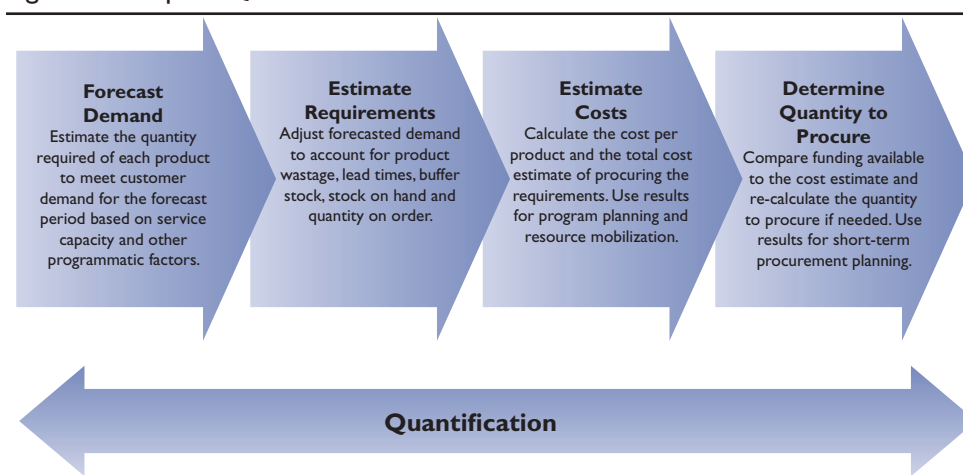 Forecast
Demand
Estimate the quantity
required of each product
to meet customer
demand for the forecast
period based on service
capacity and other
programmatic factors.
Estimate
Requirements
Adjust forecasted demand
to account for product
wastage, lead times, buffer
stock, stock on hand and
quantity on order.
Estimate
Costs
Calculate the cost per
product and the total cost
estimate of procuring the
requirements. Use results
for program planning and
resource mobilization.
Determine
Quantity to
Procure
Compare funding available
to the cost estimate and
re-calculate the quantity
to procure if needed. Use
results for short-term
procurement planning.
Quantification